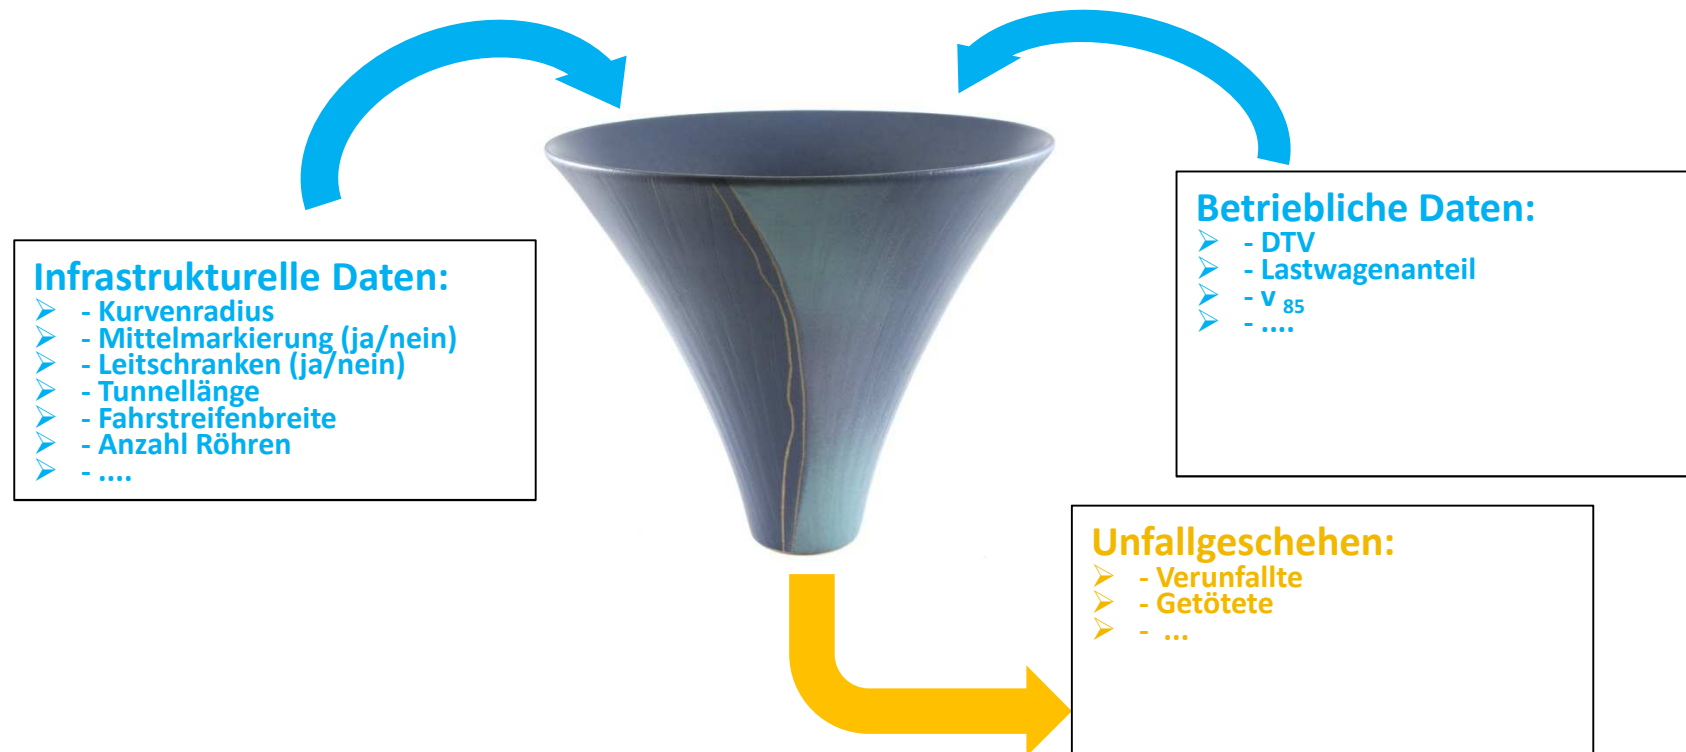 Infrastrukturelle Daten:
➢ - Kurvenradius
➢ - Mittelmarkierung (ja/nein)
➢ - Leitschranken (ja/nein)
➢ - Tunnellänge
➢ - Fahrstreifenbreite
➢ - Anzahl Röhren
➢ - ....
Betriebliche Daten:
➢ - DTV
➢ - Lastwagenanteil
➢ - v 85
➢ - ....
Unfallgeschehen:
➢ - Verunfallte
➢ - Getötete
➢ - ...